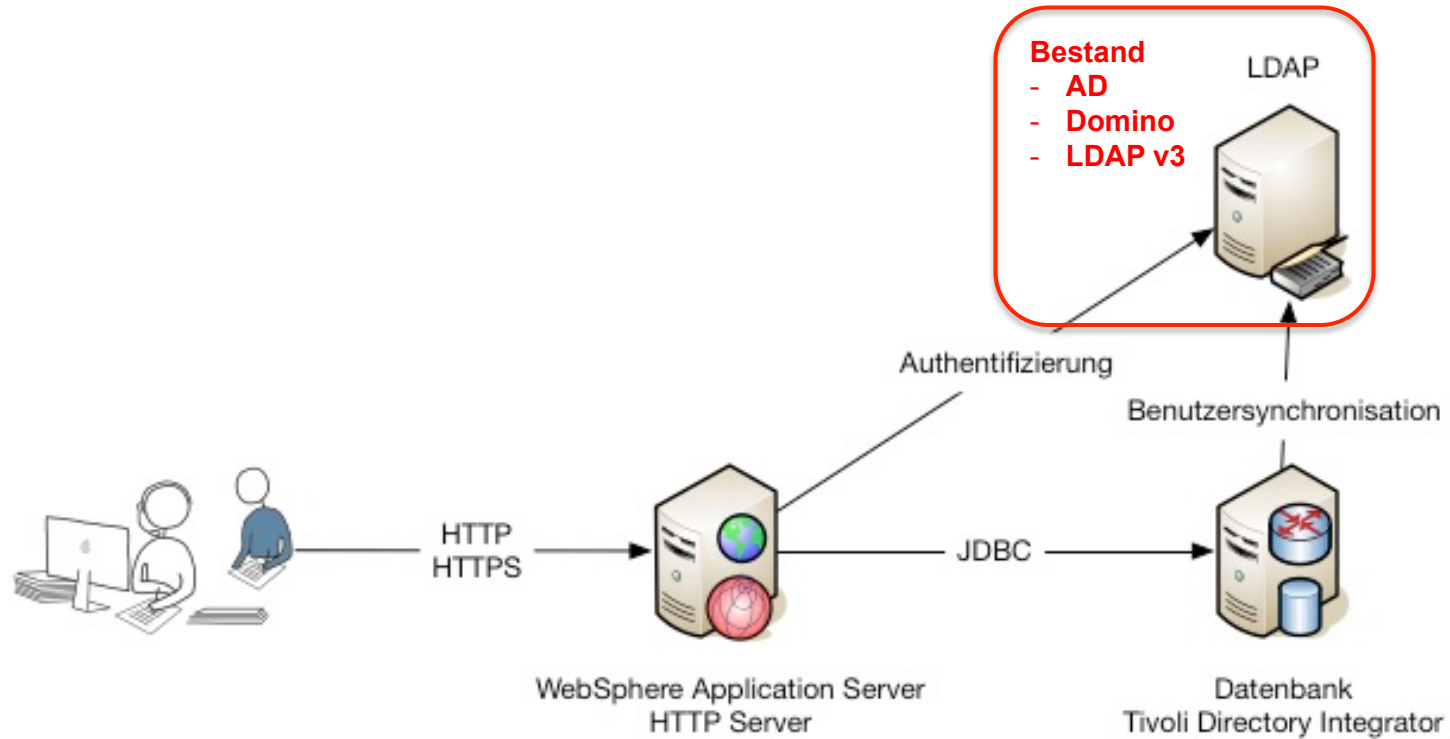 Bestand
- AD
- Domino
- LDAP v3
LDAP
Authentifizierung
Benutzersynchronisation
HTTP
HTTPS
JDBC
WebSphere Application Server
HTTP Server
Datenbank
Tivoli Directory Integrator